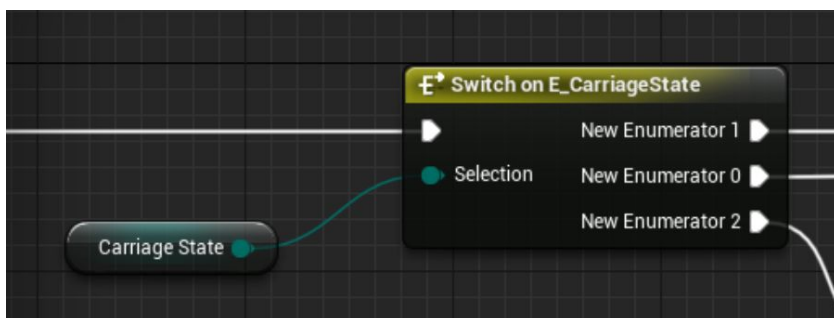 Switch on E_CarriageState
New Enumerator 1
Selection
New Enumerator 0
New Enumerator 2
Carriage State